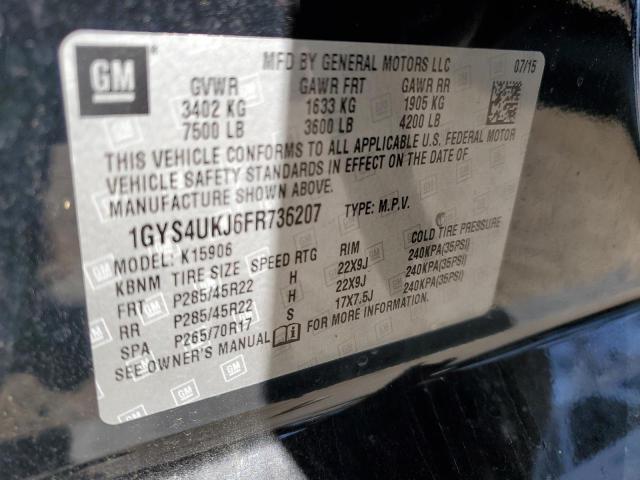 GM
MFD BY GENERAL MOTORS LLC 07/15
GVWR GAWR FRT GAWR RR
3402 KG 1633 KG 1905 KG
7500 LB 3600 LB 4200 LB
THIS VEHICLE CONFORMS TO ALL APPLICABLE U.S. FEDERAL MOTOR
VEHICLE SAFETY STANDARDS IN EFFECT ON THE DATE OF
MANUFACTURE SHOWN ABOVE.
1GYS4UKJ6FR736207 TYPE: M.P.V.
MODEL: K15906
KBNM TIRE SIZE SPEED RTG RIM COLD TIRE PRESSURE
FRT P285/45R22 H 22X9J 240KPA(35PSI)
RR P285/45R22 H 22X9J 240KPA(35PSI)
SPA P265/70R17 S 17X7.5J 240KPA(35PSI)
SEE OWNER'S MANUAL FOR MORE INFORMATION.